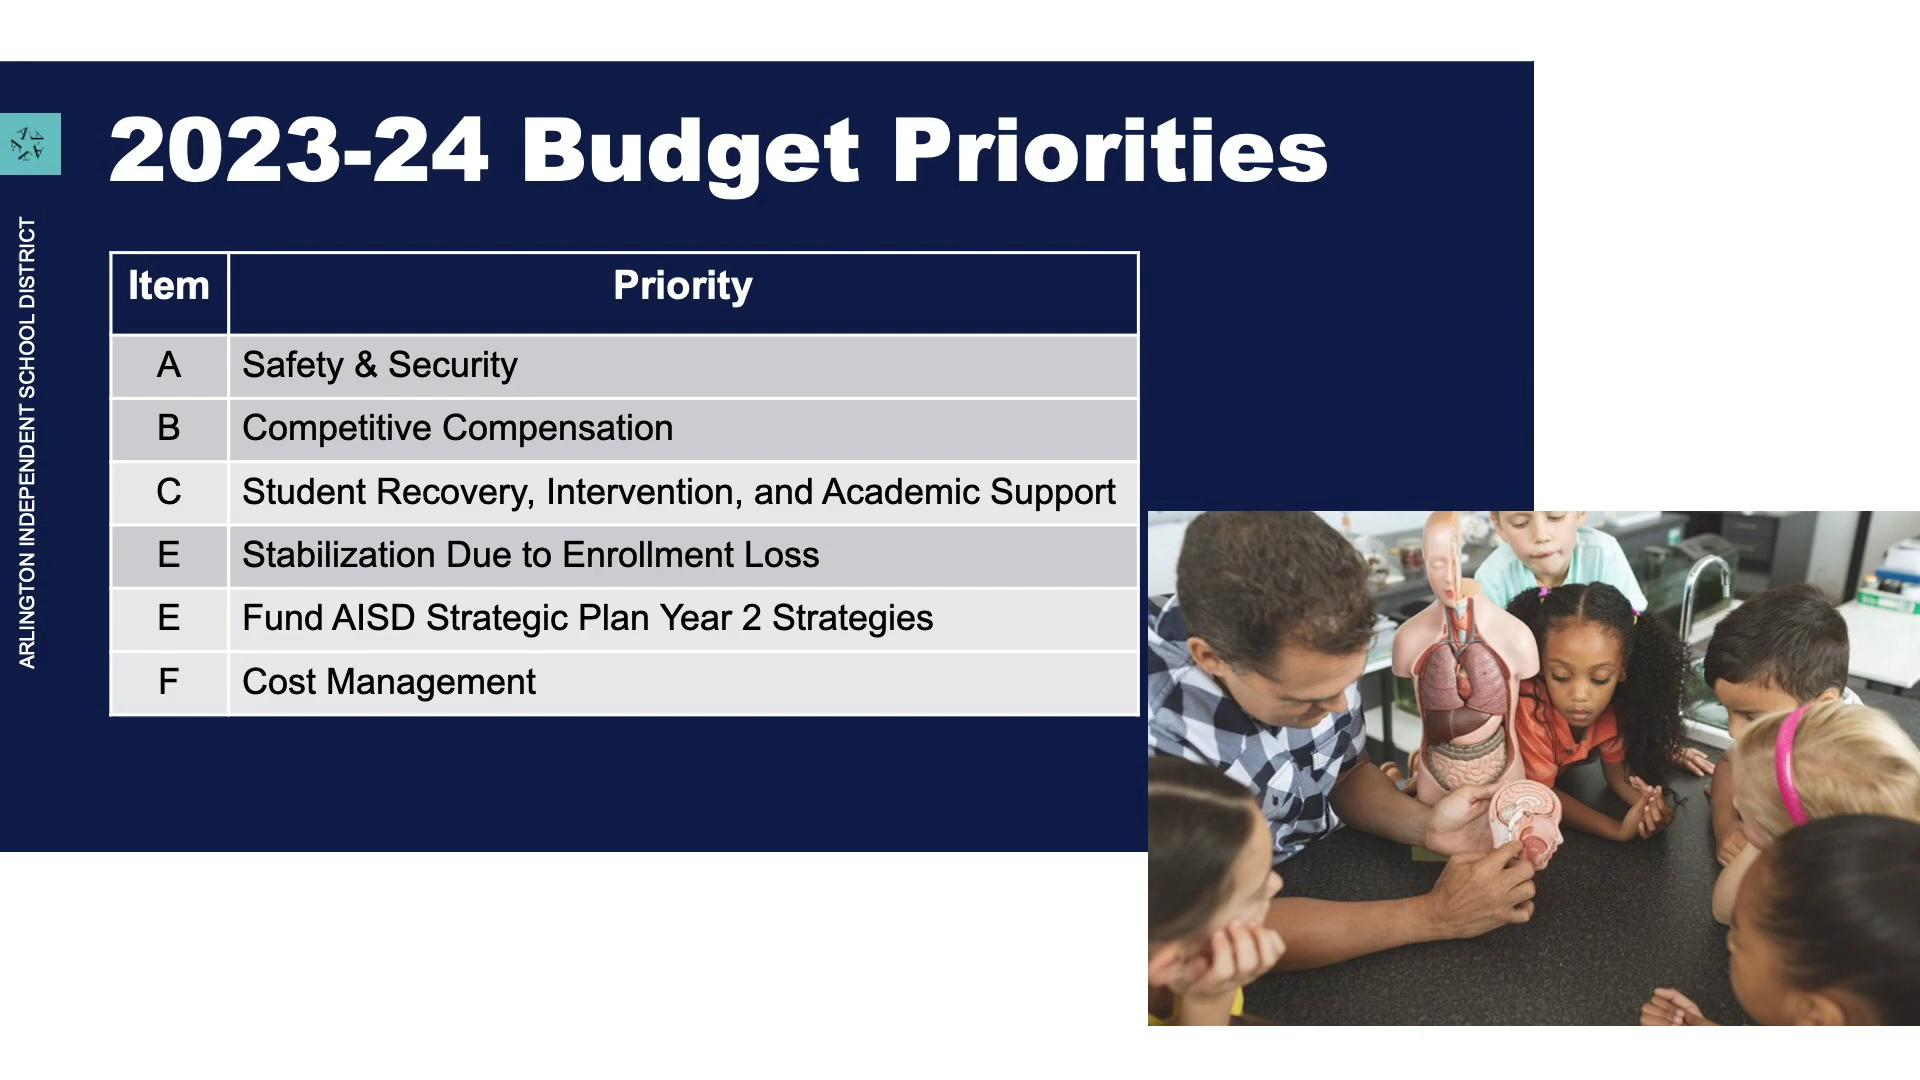 2023-24 Budget Priorities
ARLINGTON INDEPENDENT SCHOOL DISTRICT
Item Priority
A Safety & Security
B Competitive Compensation
C Student Recovery, Intervention, and Academic Support
E Stabilization Due to Enrollment Loss
E Fund AISD Strategic Plan Year 2 Strategies
F Cost Management